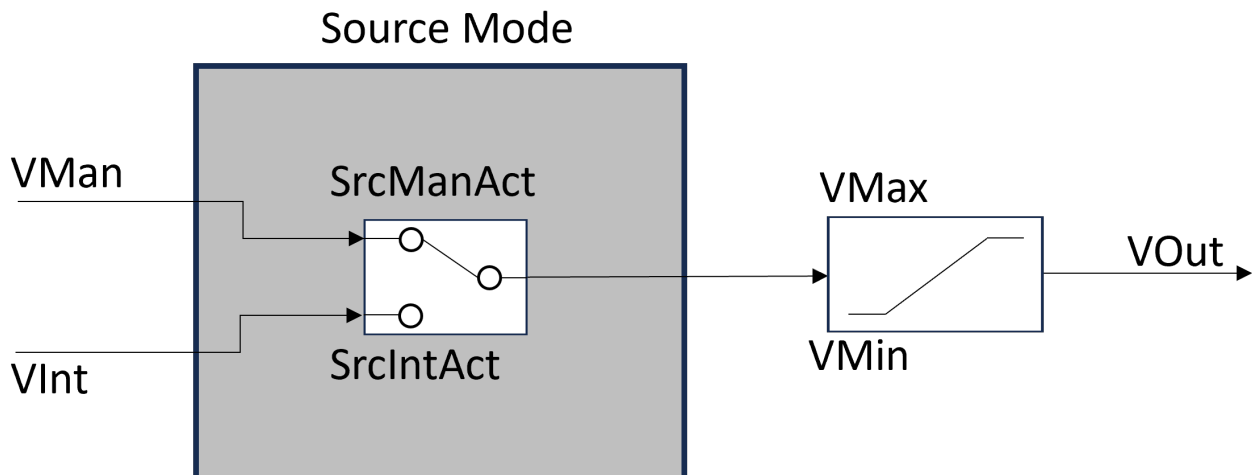 Source Mode
VMan
SrcManAct
VMax
VOut
VInt
SrcIntAct
VMin